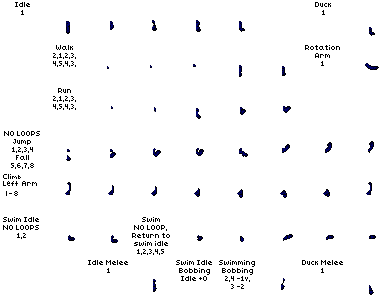 Idle
1
Duck
1
Walk
2,1,2,3,
4,5,4,3,
Rotation
Arm
1
Run
2,1,2,3,
4,5,4,3,
NO LOOPS
Jump
1,2,3,4
Fall
5,6,7,8
Climb
Left Arm
1-8
Swim Idle
NO LOOPS
1,2
Swim
NO LOOP,
Return to
swim idle
1,2,3,4,5
Idle Melee
1
Swim Idle
Bobbing
Idle +0
Swimming
Bobbing
2,4 -1v,
3 -2
Duck Melee
1